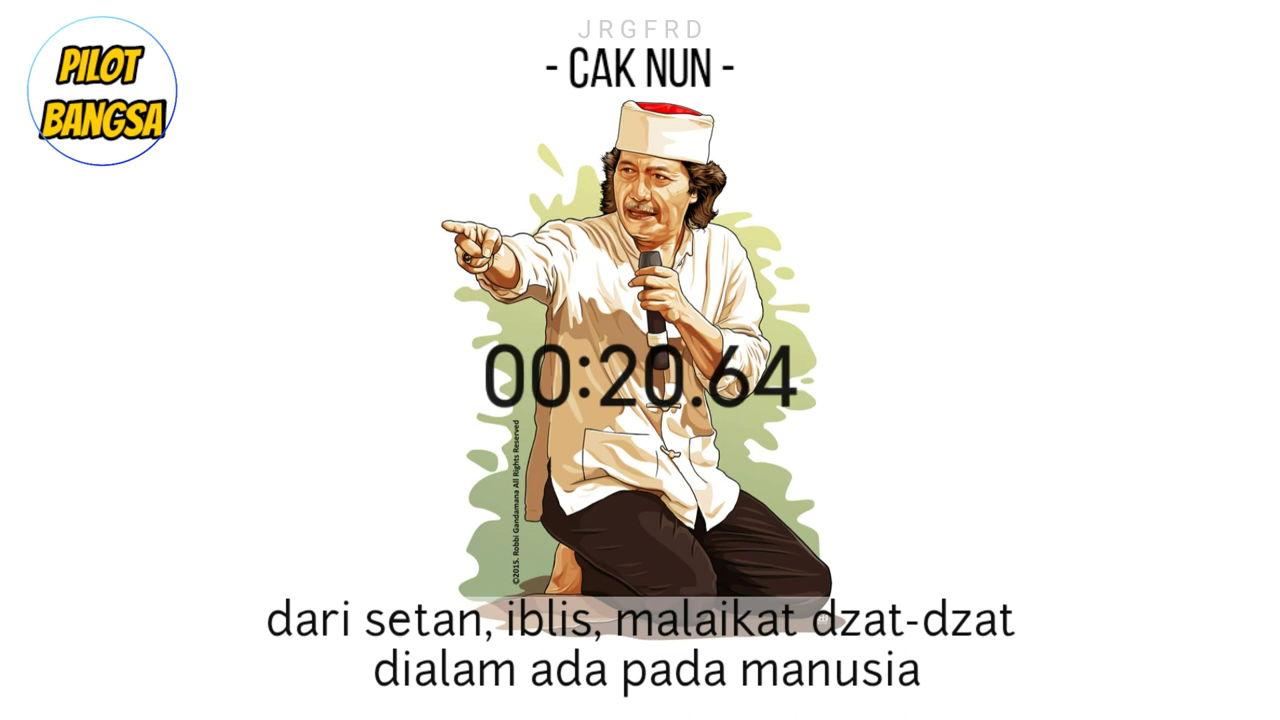 JRGFRD
- CAK NUN -
PILOT
BANGSA
00:20.64
©2015. Robbi Gandamana All Rights Reserved
dari setan, iblis, malaikat dzat-dzat
dialam ada pada manusia